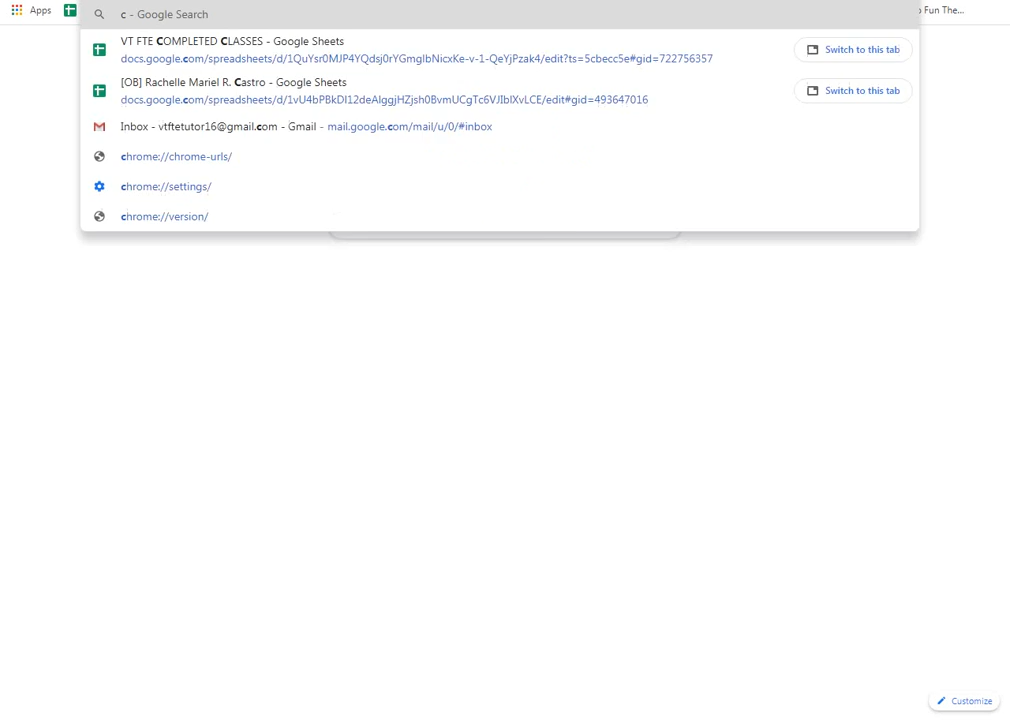 Apps
c - Google Search
o Fun The...
VT FTE COMPLETED CLASSES - Google Sheets
docs.google.com/spreadsheets/d/1QuYsr0MJP4YQdsj0rYGmgIbNicxKe-v-1-QeYjPzak4/edit?ts=5cbecc5e#gid=722756357
Switch to this tab
[OB] Rachelle Mariel R. Castro - Google Sheets
docs.google.com/spreadsheets/d/1vU4bPBkDl12deAIggjHZjsh0BvmUCgTc6VJIblXvLCE/edit#gid=493647016
Switch to this tab
Inbox - vtftetutor16@gmail.com - Gmail - mail.google.com/mail/u/0/#inbox
chrome://chrome-urls/
chrome://settings/
chrome://version/
Customize